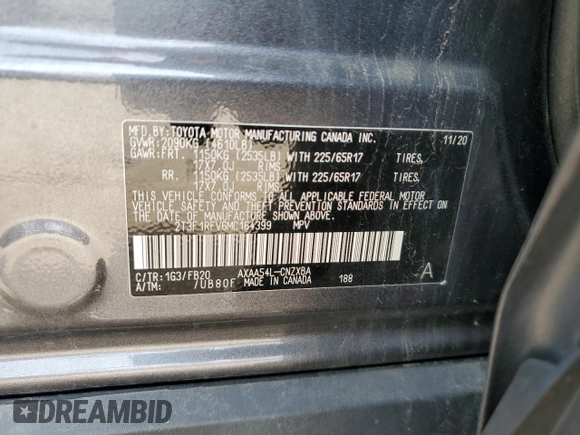 MFD.BY:TOYOTA MOTOR MANUFACTURING CANADA INC.
GVWR:2090KG (4610LB) 11/20
GAWR:FRT. 1150KG (2535LB) WITH 225/65R17 TIRES,
17X7.0J RIMS
RR. 1150KG (2535LB) WITH 225/65R17 TIRES,
17X7.0J RIMS
THIS VEHICLE CONFORMS TO ALL APPLICABLE FEDERAL MOTOR
VEHICLE SAFETY AND THEFT PREVENTION STANDARDS IN
EFFECT ON THE DATE OF MANUFACTURE SHOWN ABOVE.
2T3F1RFV6MC161399 MPV
C/TR:1G3/FB20 AXAA54L-CNZXBA
A/TM: /UB80F MADE IN CANADA 188
A
DREAMBID